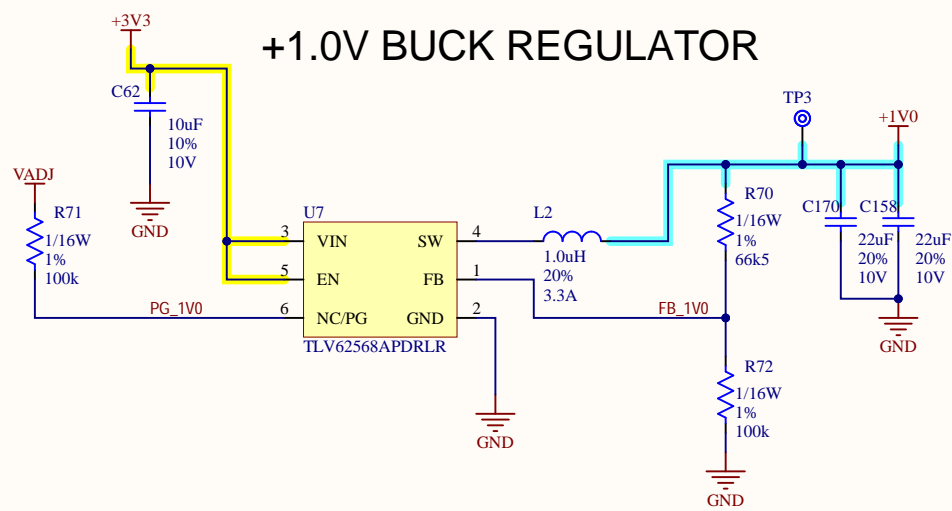 +3V3
+1.0V BUCK REGULATOR
C62
10uF
10%
10V
GND
VADJ
R71
1/16W
1%
100k
PG_1V0
U7
3 VIN SW 4
5 EN FB 1
6 NC/PG GND 2
TLV62568APDRLR
GND
L2
1.0uH
20%
3.3A
FB_1V0
TP3
+1V0
R70
1/16W
1%
66k5
C170
22uF
20%
10V
C158
22uF
20%
10V
GND
R72
1/16W
1%
100k
GND